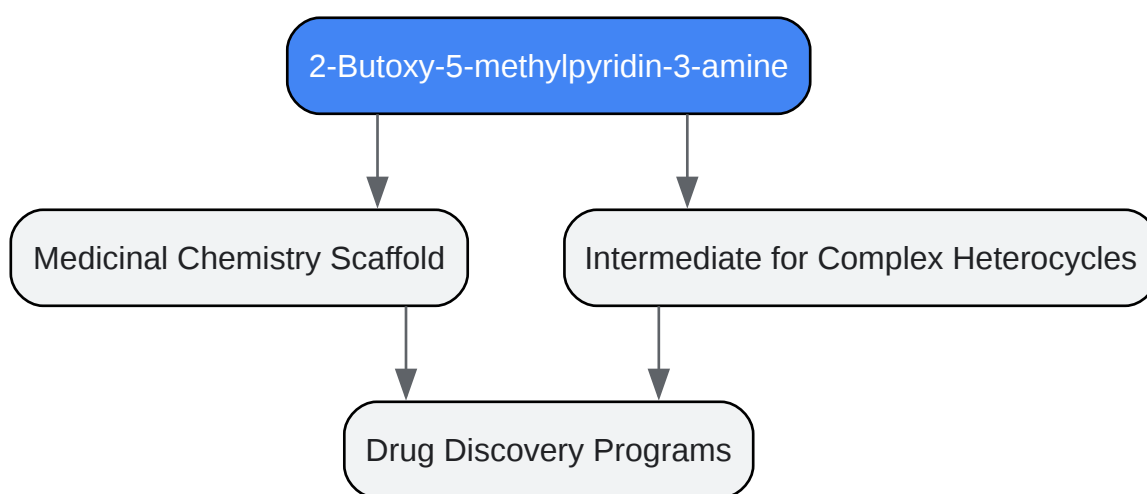 2-Butoxy-5-methylpyridin-3-amine
Medicinal Chemistry Scaffold
Intermediate for Complex Heterocycles
Drug Discovery Programs